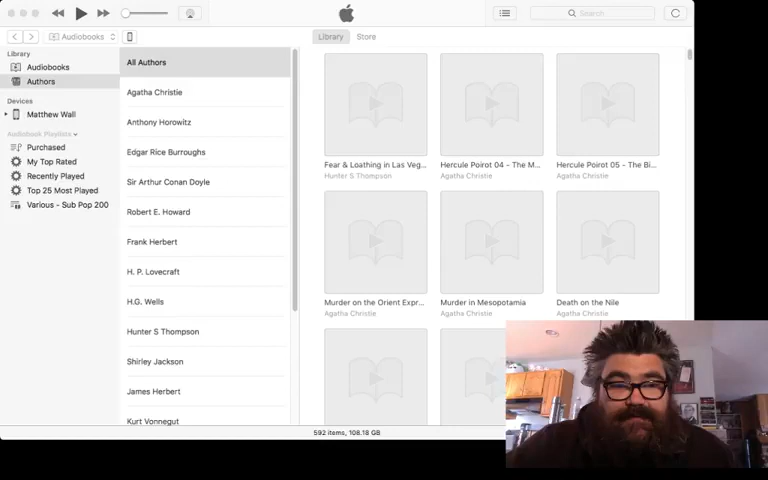 Search
Audiobooks
Library Store
Library
Audiobooks
Authors
Devices
Matthew Wall
Audiobook Playlists
Purchased
My Top Rated
Recently Played
Top 25 Most Played
Various - Sub Pop 200
All Authors
Agatha Christie
Anthony Horowitz
Edgar Rice Burroughs
Sir Arthur Conan Doyle
Robert E. Howard
Frank Herbert
H. P. Lovecraft
H.G. Wells
Hunter S Thompson
Shirley Jackson
James Herbert
Kurt Vonnegut
Fear & Loathing in Las Veg...
Hunter S Thompson
Hercule Poirot 04 - The M...
Agatha Christie
Hercule Poirot 05 - The Bi...
Agatha Christie
Murder on the Orient Expr...
Agatha Christie
Murder in Mesopotamia
Agatha Christie
Death on the Nile
Agatha Christie
592 items, 108.18 GB